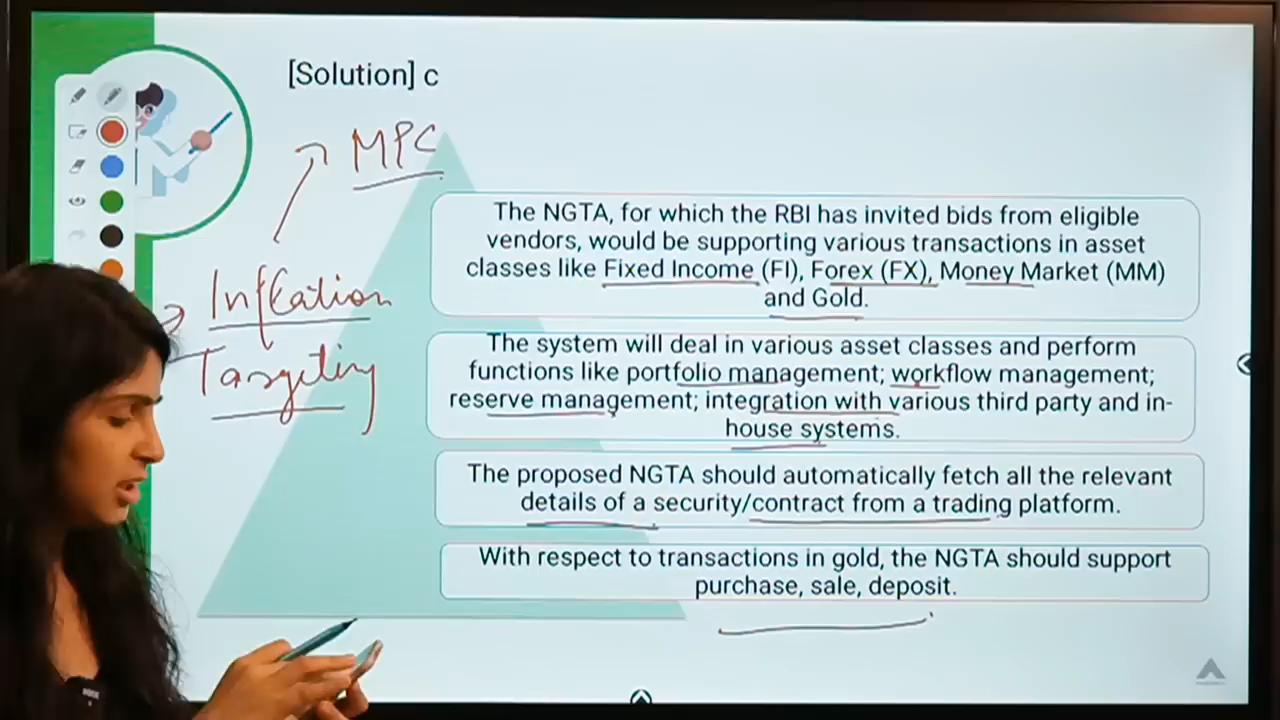 [Solution] c
MPC
Inflation
Targeting
The NGTA, for which the RBI has invited bids from eligible
vendors, would be supporting various transactions in asset
classes like Fixed Income (FI), Forex (FX), Money Market (MM)
and Gold.
The system will deal in various asset classes and perform
functions like portfolio management; workflow management;
reserve management; integration with various third party and in-
house systems.
The proposed NGTA should automatically fetch all the relevant
details of a security/contract from a trading platform.
With respect to transactions in gold, the NGTA should support
purchase, sale, deposit.